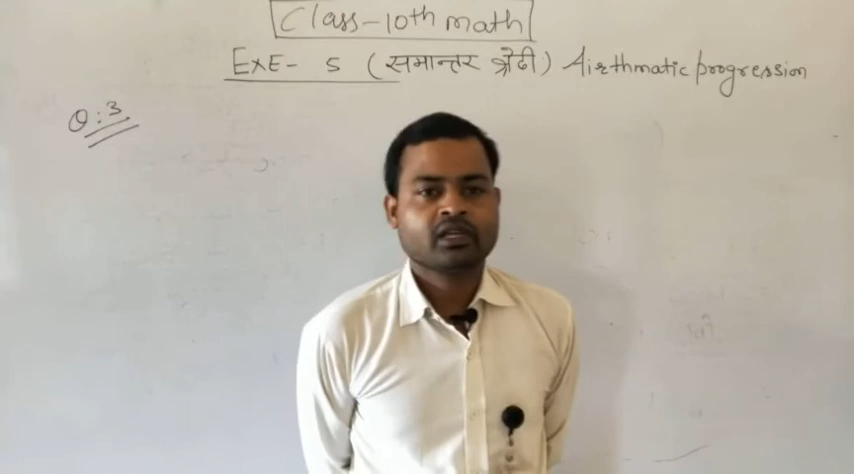 Class-10th math
EXE- 5 (समान्तर श्रेढी) Airthmatic progression
Q:3